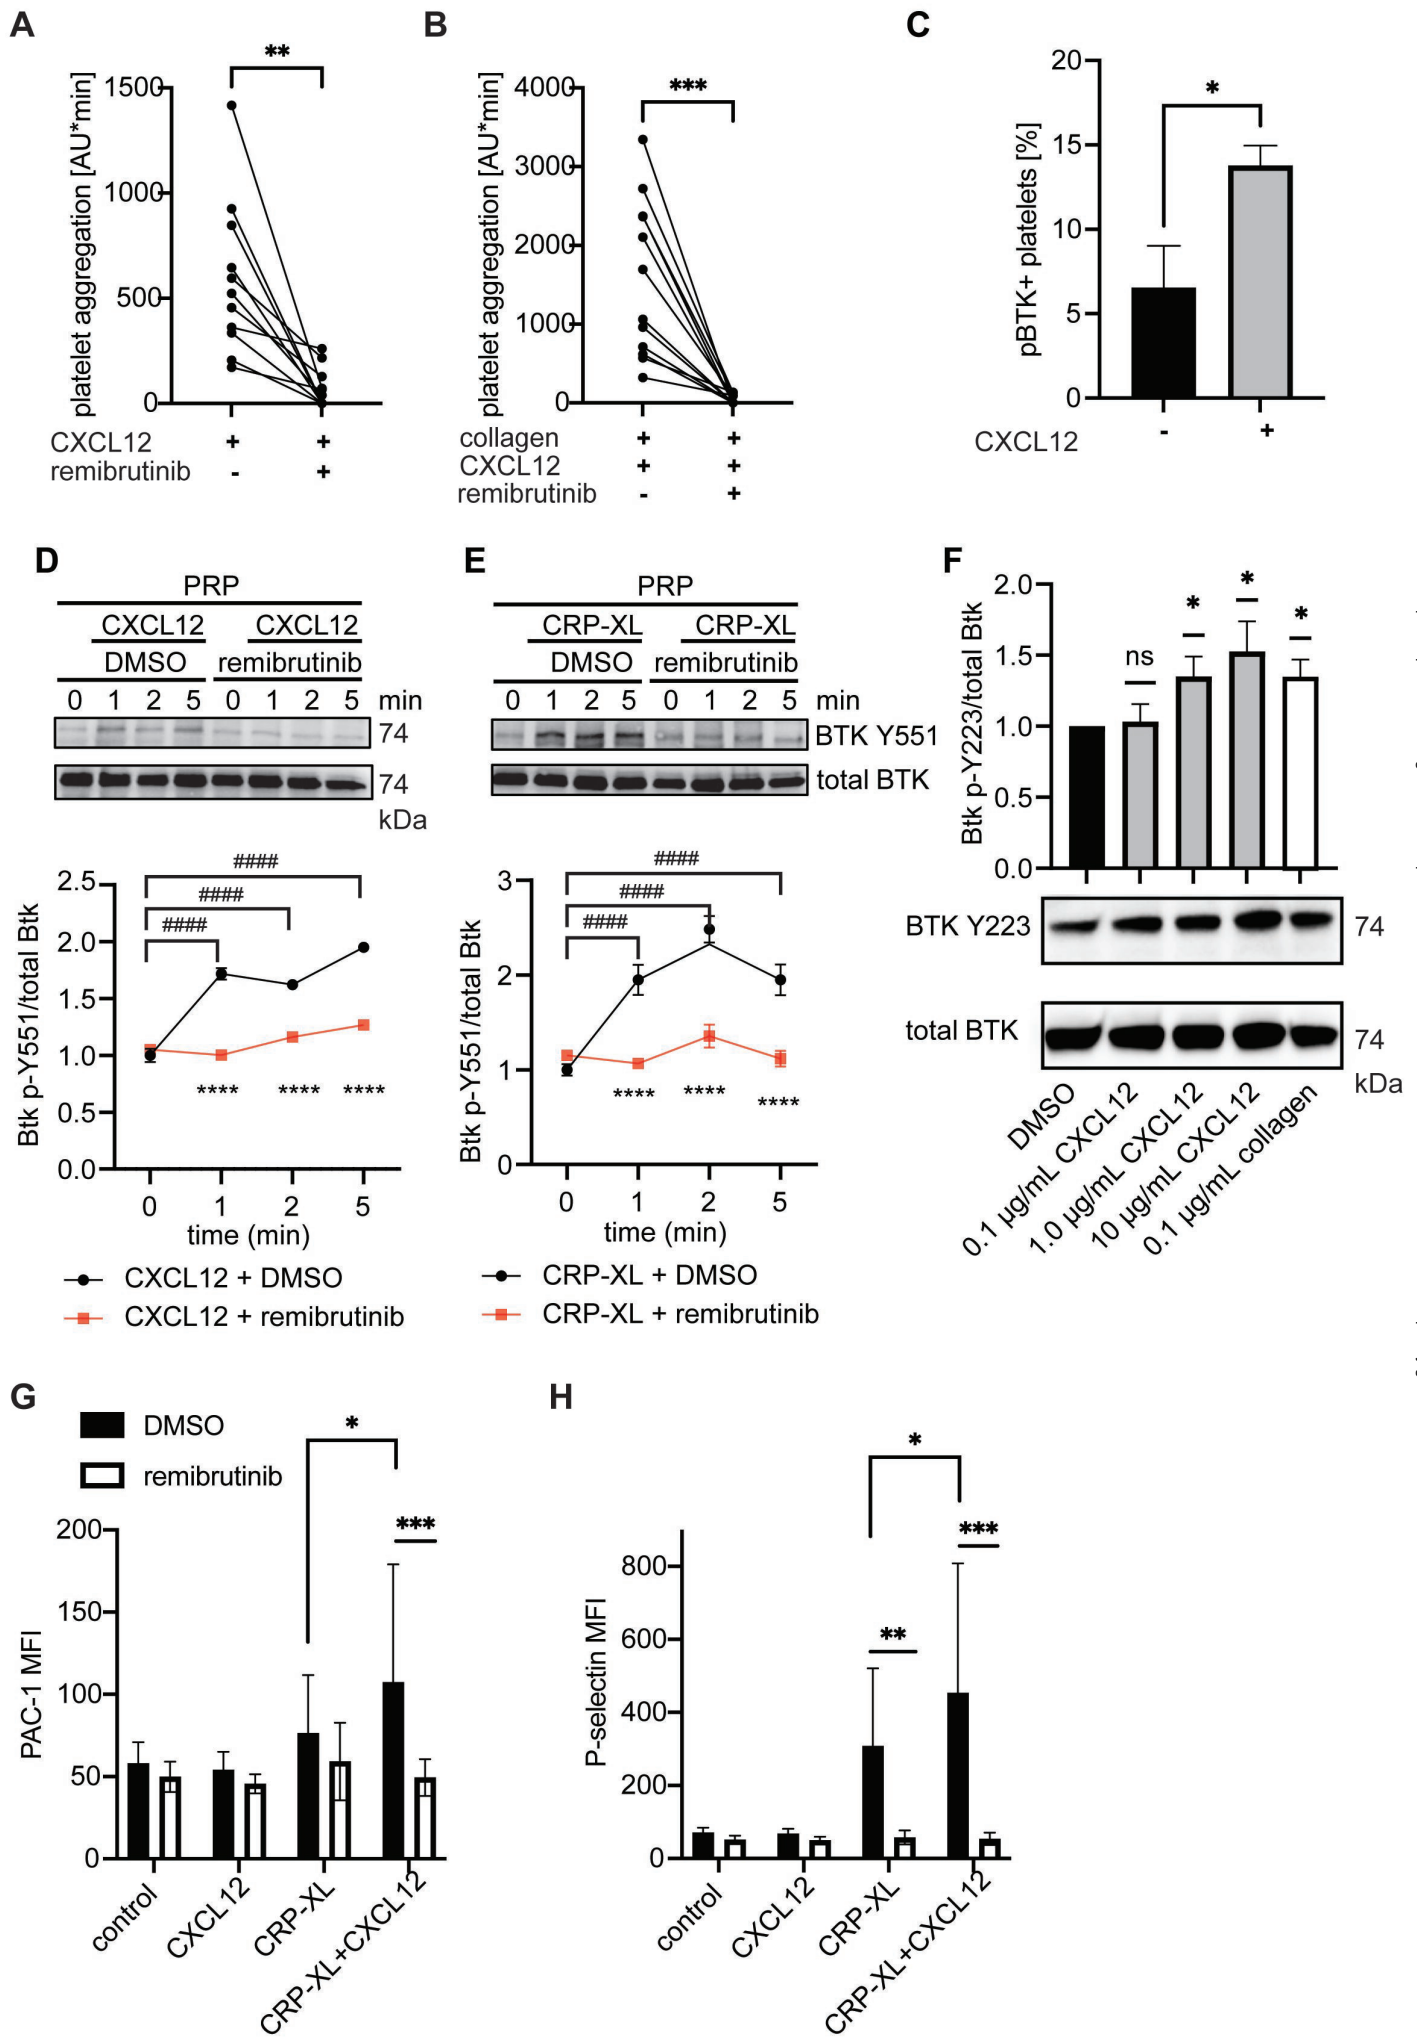 A
**
platelet aggregation [AU*min]
1500
1000
500
0
CXCL12 + +
remibrutinib - +
B
***
platelet aggregation [AU*min]
4000
3000
2000
1000
0
collagen + +
CXCL12 + +
remibrutinib - +
C
*
pBTK+ platelets [%]
20
15
10
5
0
CXCL12 - +
D
PRP
CXCL12 CXCL12
DMSO remibrutinib
0 1 2 5 0 1 2 5 min
74
74
kDa
####
####
####
Btk p-Y551/total Btk
2.5
2.0
1.5
1.0
0.5
0.0
**** **** ****
0 1 2 5
time (min)
CXCL12 + DMSO
CXCL12 + remibrutinib
E
PRP
CRP-XL CRP-XL
DMSO remibrutinib
0 1 2 5 0 1 2 5 min
BTK Y551
total BTK
####
####
####
Btk p-Y551/total Btk
3
2
1
0
**** **** ****
0 1 2 5
time (min)
CRP-XL + DMSO
CRP-XL + remibrutinib
F
Btk p-Y223/total Btk
2.0
1.5
1.0
0.5
0.0
ns * * *
BTK Y223 74
total BTK 74
kDa
DMSO
0.1 µg/mL CXCL12
1.0 µg/mL CXCL12
10 µg/mL CXCL12
0.1 µg/mL collagen
G
DMSO
remibrutinib
*
***
PAC-1 MFI
200
150
100
50
0
control
CXCL12
CRP-XL
CRP-XL+CXCL12
H
*
***
**
P-selectin MFI
800
600
400
200
0
control
CXCL12
CRP-XL
CRP-XL+CXCL12